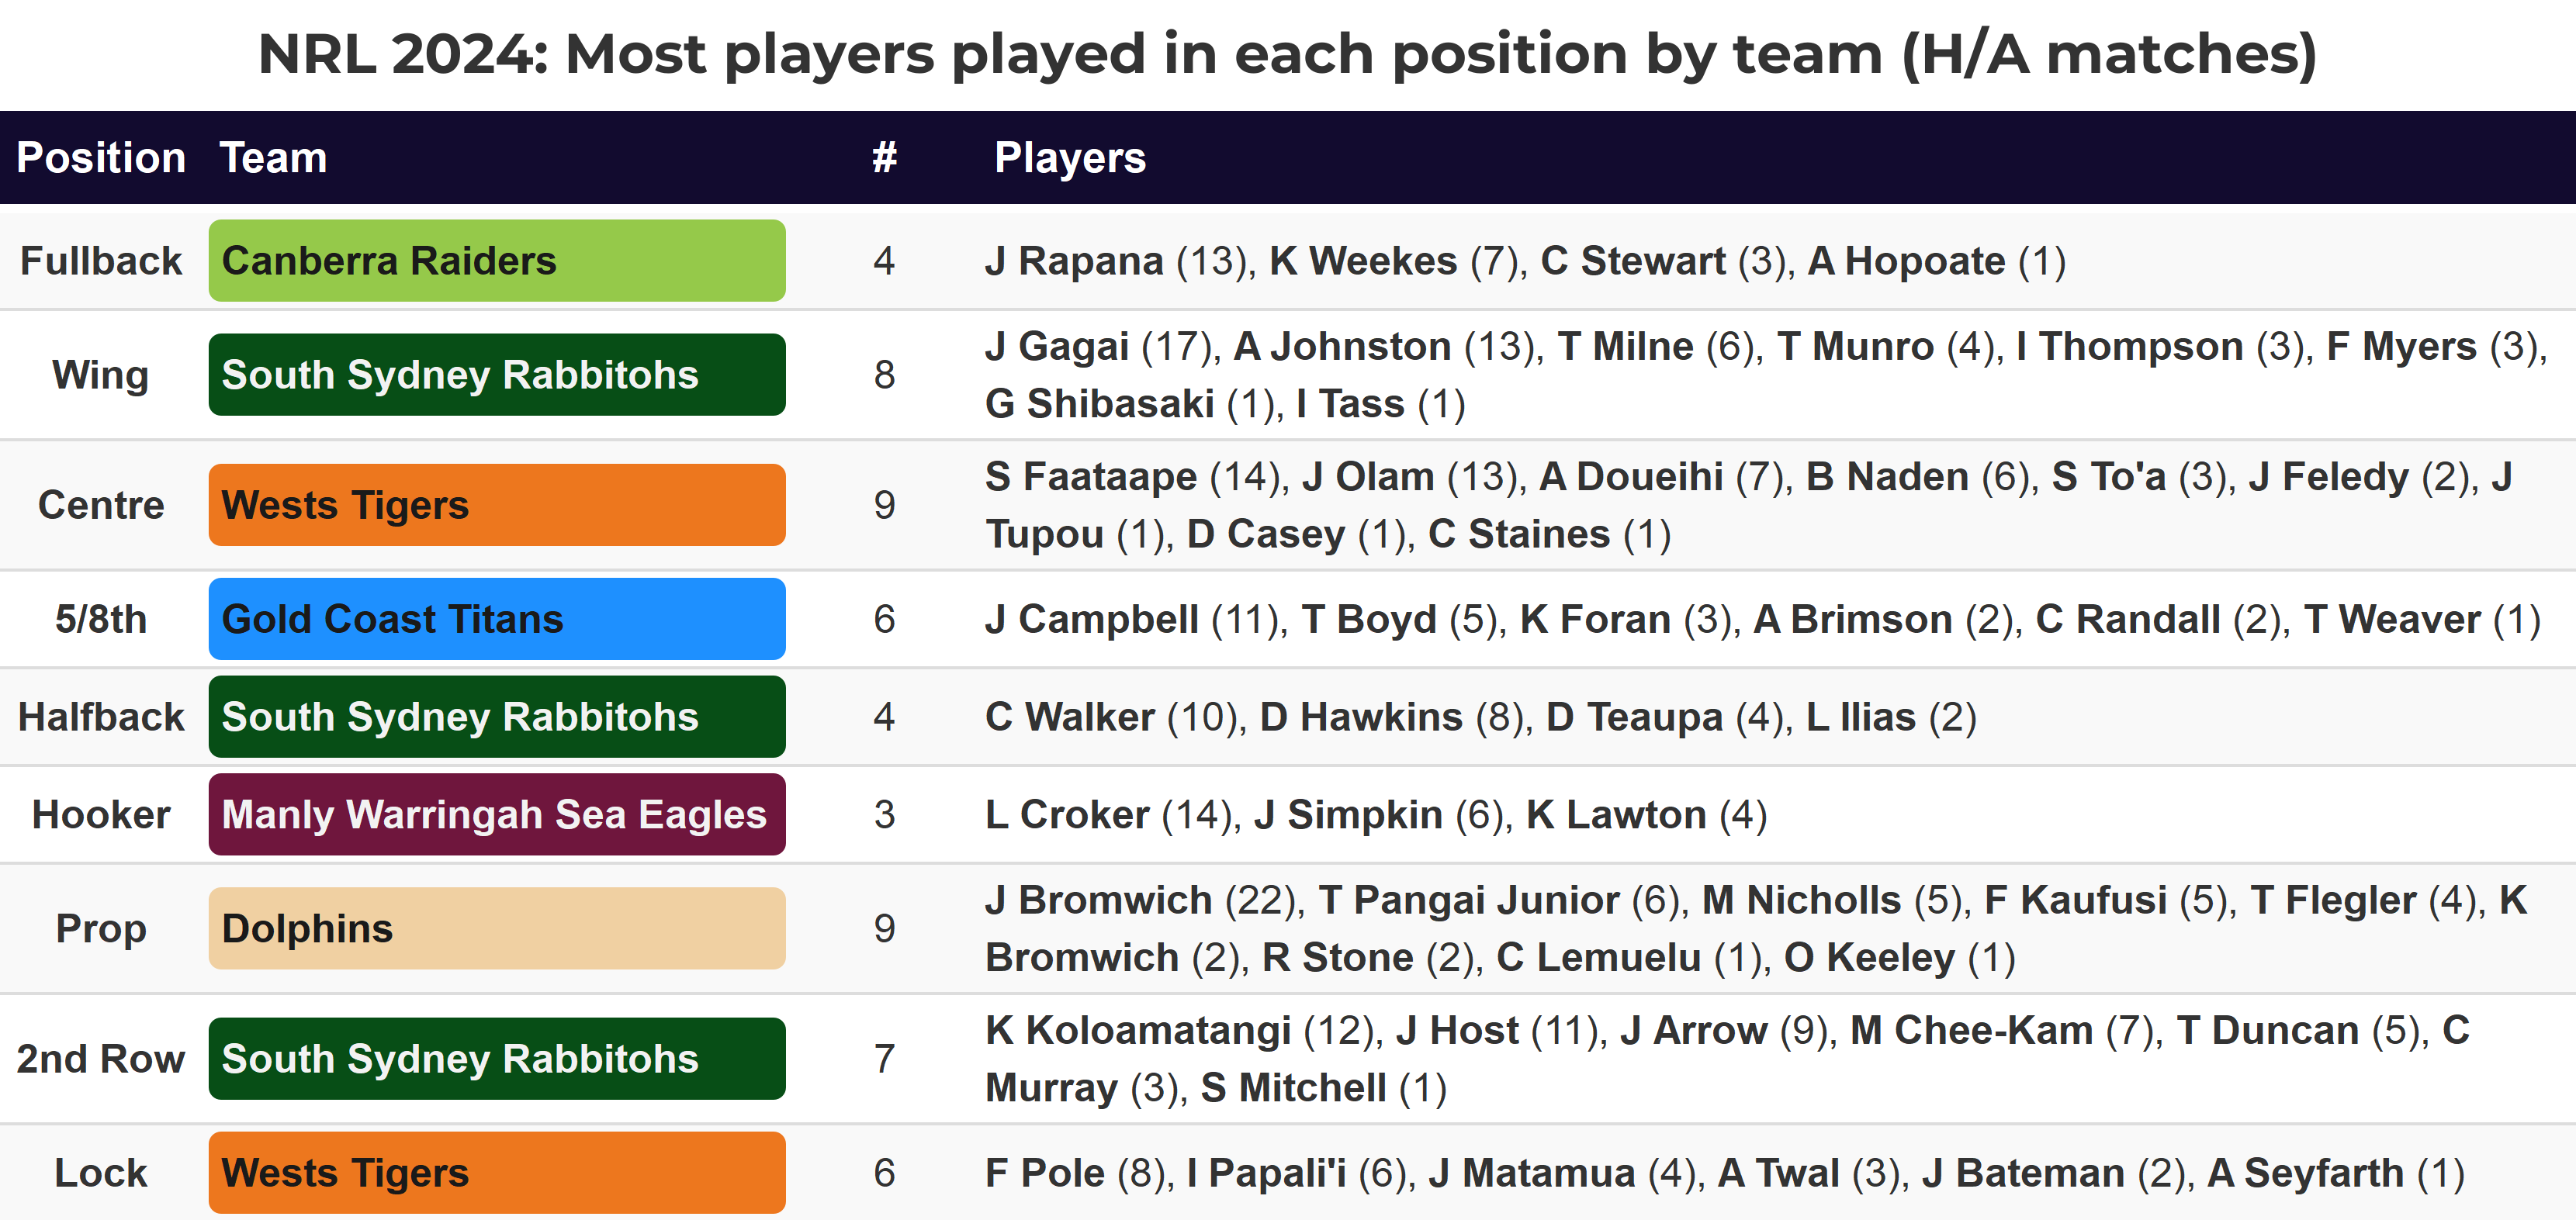 NRL 2024: Most players played in each position by team (H/A matches)
Position Team # Players
Fullback Canberra Raiders 4 J Rapana (13), K Weekes (7), C Stewart (3), A Hopoate (1)
Wing South Sydney Rabbitohs 8 J Gagai (17), A Johnston (13), T Milne (6), T Munro (4), I Thompson (3), F Myers (3),
G Shibasaki (1), I Tass (1)
Centre Wests Tigers 9 S Faataape (14), J Olam (13), A Doueihi (7), B Naden (6), S To'a (3), J Feledy (2), J
Tupou (1), D Casey (1), C Staines (1)
5/8th Gold Coast Titans 6 J Campbell (11), T Boyd (5), K Foran (3), A Brimson (2), C Randall (2), T Weaver (1)
Halfback South Sydney Rabbitohs 4 C Walker (10), D Hawkins (8), D Teaupa (4), L Ilias (2)
Hooker Manly Warringah Sea Eagles 3 L Croker (14), J Simpkin (6), K Lawton (4)
Prop Dolphins 9 J Bromwich (22), T Pangai Junior (6), M Nicholls (5), F Kaufusi (5), T Flegler (4), K
Bromwich (2), R Stone (2), C Lemuelu (1), O Keeley (1)
2nd Row South Sydney Rabbitohs 7 K Koloamatangi (12), J Host (11), J Arrow (9), M Chee-Kam (7), T Duncan (5), C
Murray (3), S Mitchell (1)
Lock Wests Tigers 6 F Pole (8), I Papali'i (6), J Matamua (4), A Twal (3), J Bateman (2), A Seyfarth (1)